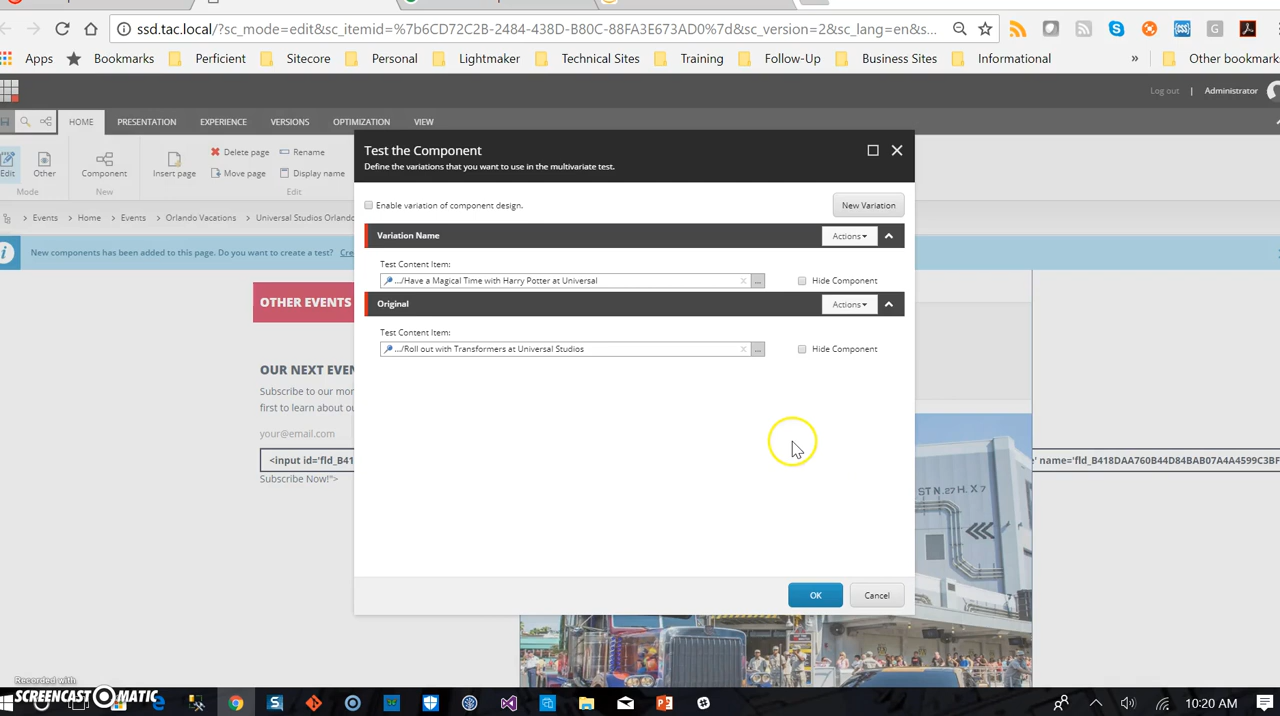 ssd.tac.local/?sc_mode=edit&sc_itemid=%7b6CD72C2B-2484-438D-B80C-88FA3E673AD0%7d&sc_version=2&sc_lang=en&s...
Apps Bookmarks Perficient Sitecore Personal Lightmaker Technical Sites Training Follow-Up Business Sites Informational » Other bookmarks
Log out | Administrator
HOME PRESENTATION EXPERIENCE VERSIONS OPTIMIZATION VIEW
Delete page Rename
Edit Other Component Insert page Move page Display name
Mode New Edit
Events Home Events Orlando Vacations Universal Studios Orlando
New components has been added to this page. Do you want to create a test? Cre
OTHER EVENTS
OUR NEXT EVEN
Subscribe to our mon
first to learn about ou
your@email.com
<input id='fld_B41
' name='fld_B418DAA760B44D84BAB07A4A4599C3BF
Subscribe Now!">
Test the Component
Define the variations that you want to use in the multivariate test.
Enable variation of component design. New Variation
Variation Name Actions
Test Content Item:
.../Have a Magical Time with Harry Potter at Universal x ... Hide Component
Original Actions
Test Content Item:
.../Roll out with Transformers at Universal Studios x ... Hide Component
OK Cancel
ST N.27 H. X 7
Recorded with
SCREENCAST MATIC
10:20 AM